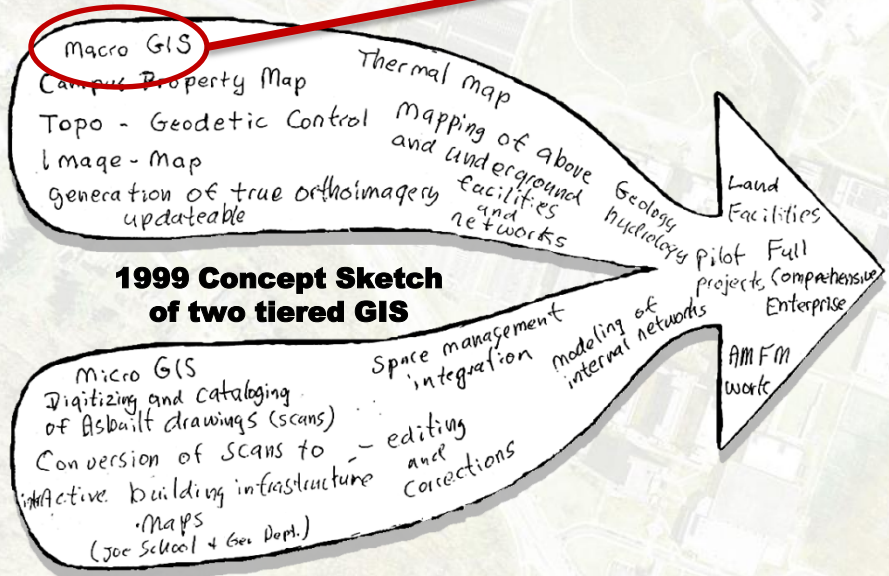 Macro GIS
Campus Property Map
Topo - Geodetic Control
Image - Map
generation of true orthoimagery
updateable
Thermal Map
Mapping of above
and underground
facilities
and
networks
Geology
hydrology
1999 Concept Sketch
of two tiered GIS
Micro GIS
Digitizing and Cataloging
of Asbuilt drawings (scans)
Conversion of scans to
intrActive building infrastructure
Maps
(Joe School + Geo Dept.)
- editing
and
Corrections
Space management
integration
modeling of
internal networks
pilot
projects
Land
Facilities
Full
Comprehensive
Enterprise
AM FM
work